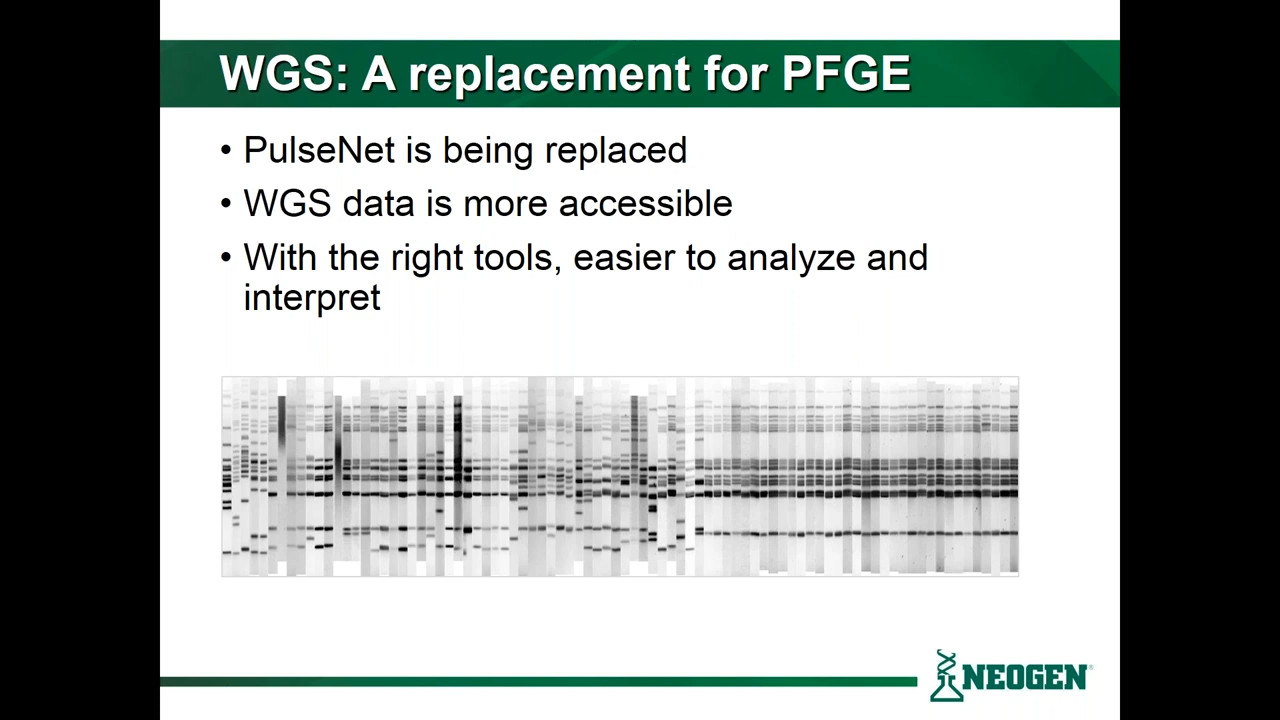 WGS: A replacement for PFGE
• PulseNet is being replaced
• WGS data is more accessible
• With the right tools, easier to analyze and
interpret
NEOGEN®